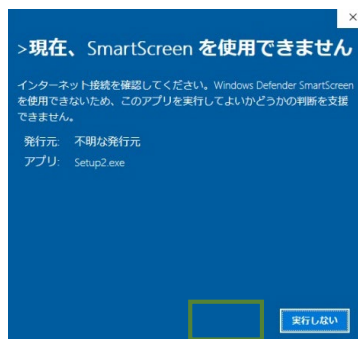 ×
>現在、SmartScreen を使用できません
インターネット接続を確認してください。Windows Defender SmartScreen
を使用できないため、このアプリを実行してよいかどうかの判断を支援
できません。
発行元: 不明な発行元
アプリ: Setup2.exe
実行しない